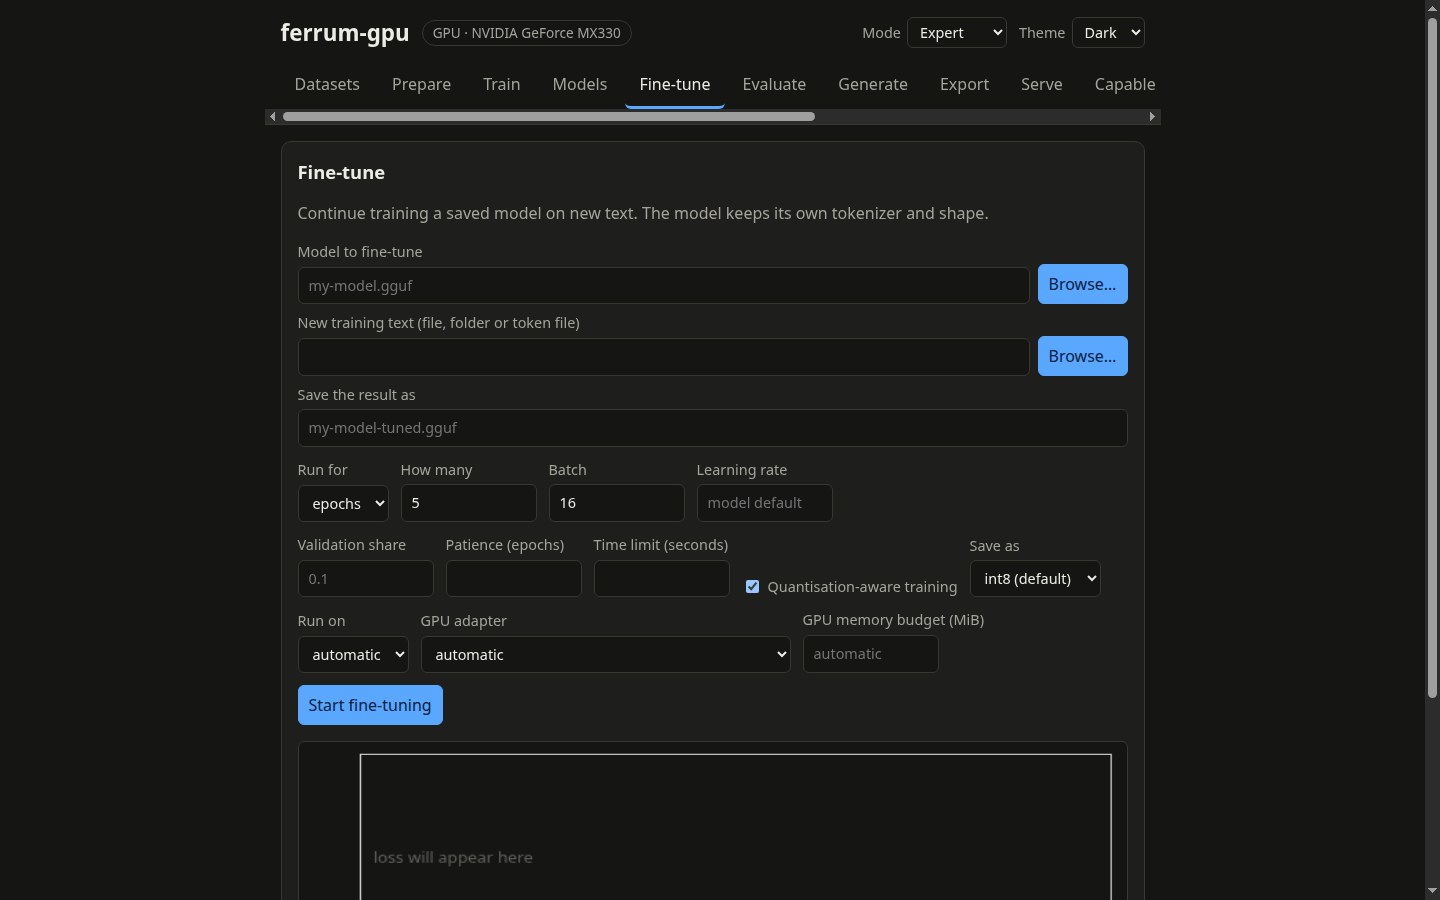 ferrum-gpu GPU · NVIDIA GeForce MX330 Mode Expert Theme Dark
Datasets Prepare Train Models Fine-tune Evaluate Generate Export Serve Capable
Fine-tune
Continue training a saved model on new text. The model keeps its own tokenizer and shape.
Model to fine-tune
my-model.gguf Browse...
New training text (file, folder or token file)
Browse...
Save the result as
my-model-tuned.gguf
Run for How many Batch Learning rate
epochs 5 16 model default
Validation share Patience (epochs) Time limit (seconds) Save as
0.1 Quantisation-aware training int8 (default)
Run on GPU adapter GPU memory budget (MiB)
automatic automatic automatic
Start fine-tuning
loss will appear here